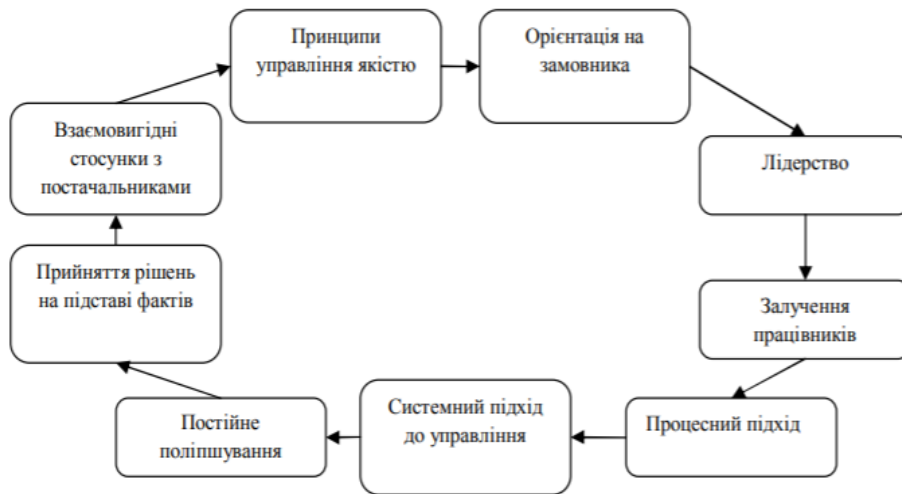 Принципи
управління якістю
Орієнтація на
замовника
Лідерство
Залучення
працівників
Процесний підхід
Системний підхід
до управління
Постійне
поліпшування
Прийняття рішень
на підставі фактів
Взаємовигідні
стосунки з
постачальниками